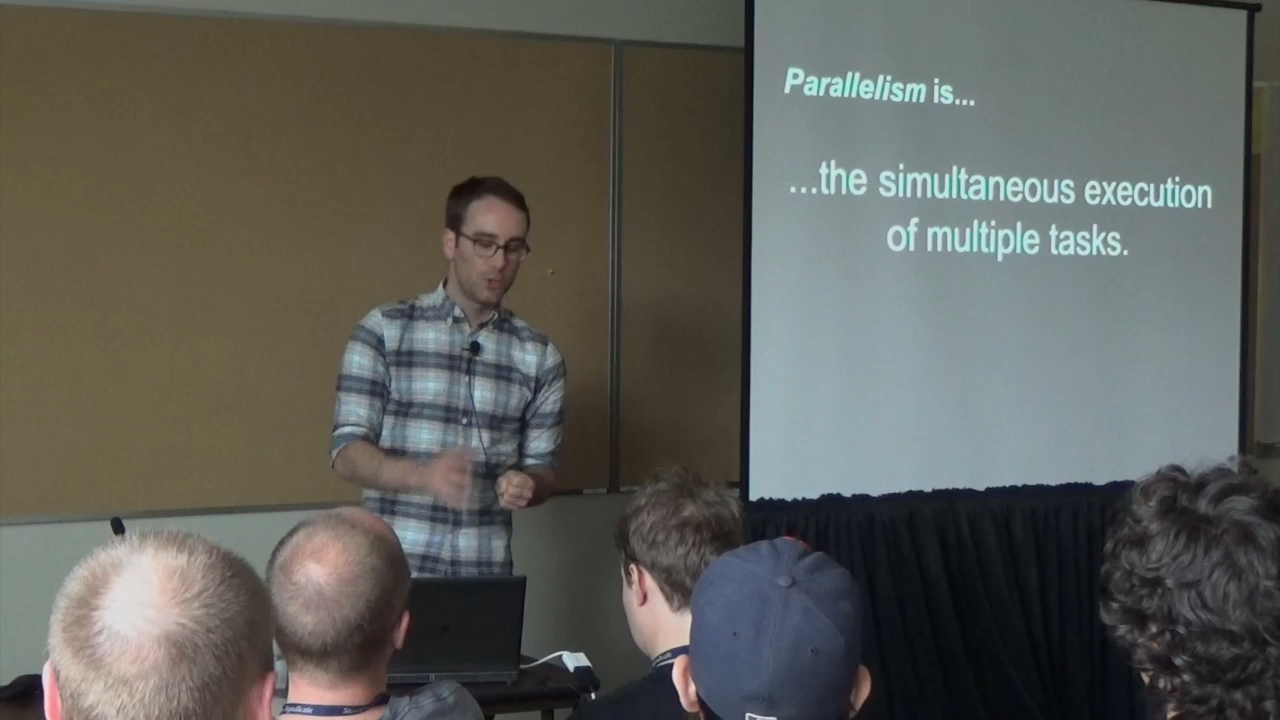 Parallelism is...
...the simultaneous execution
of multiple tasks.